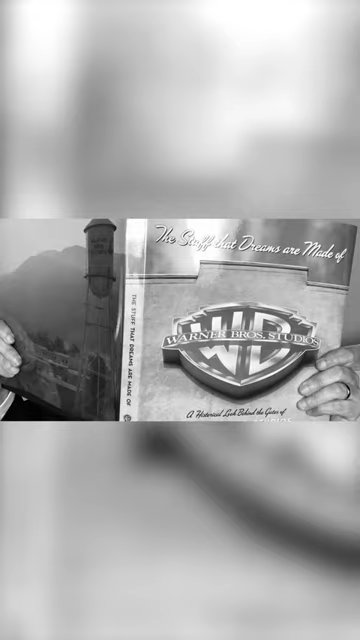 The Stuff that Dreams are Made of
THE STUFF THAT DREAMS ARE MADE OF
WB
WARNER BROS. STUDIOS
A Historical Look Behind the Gates of